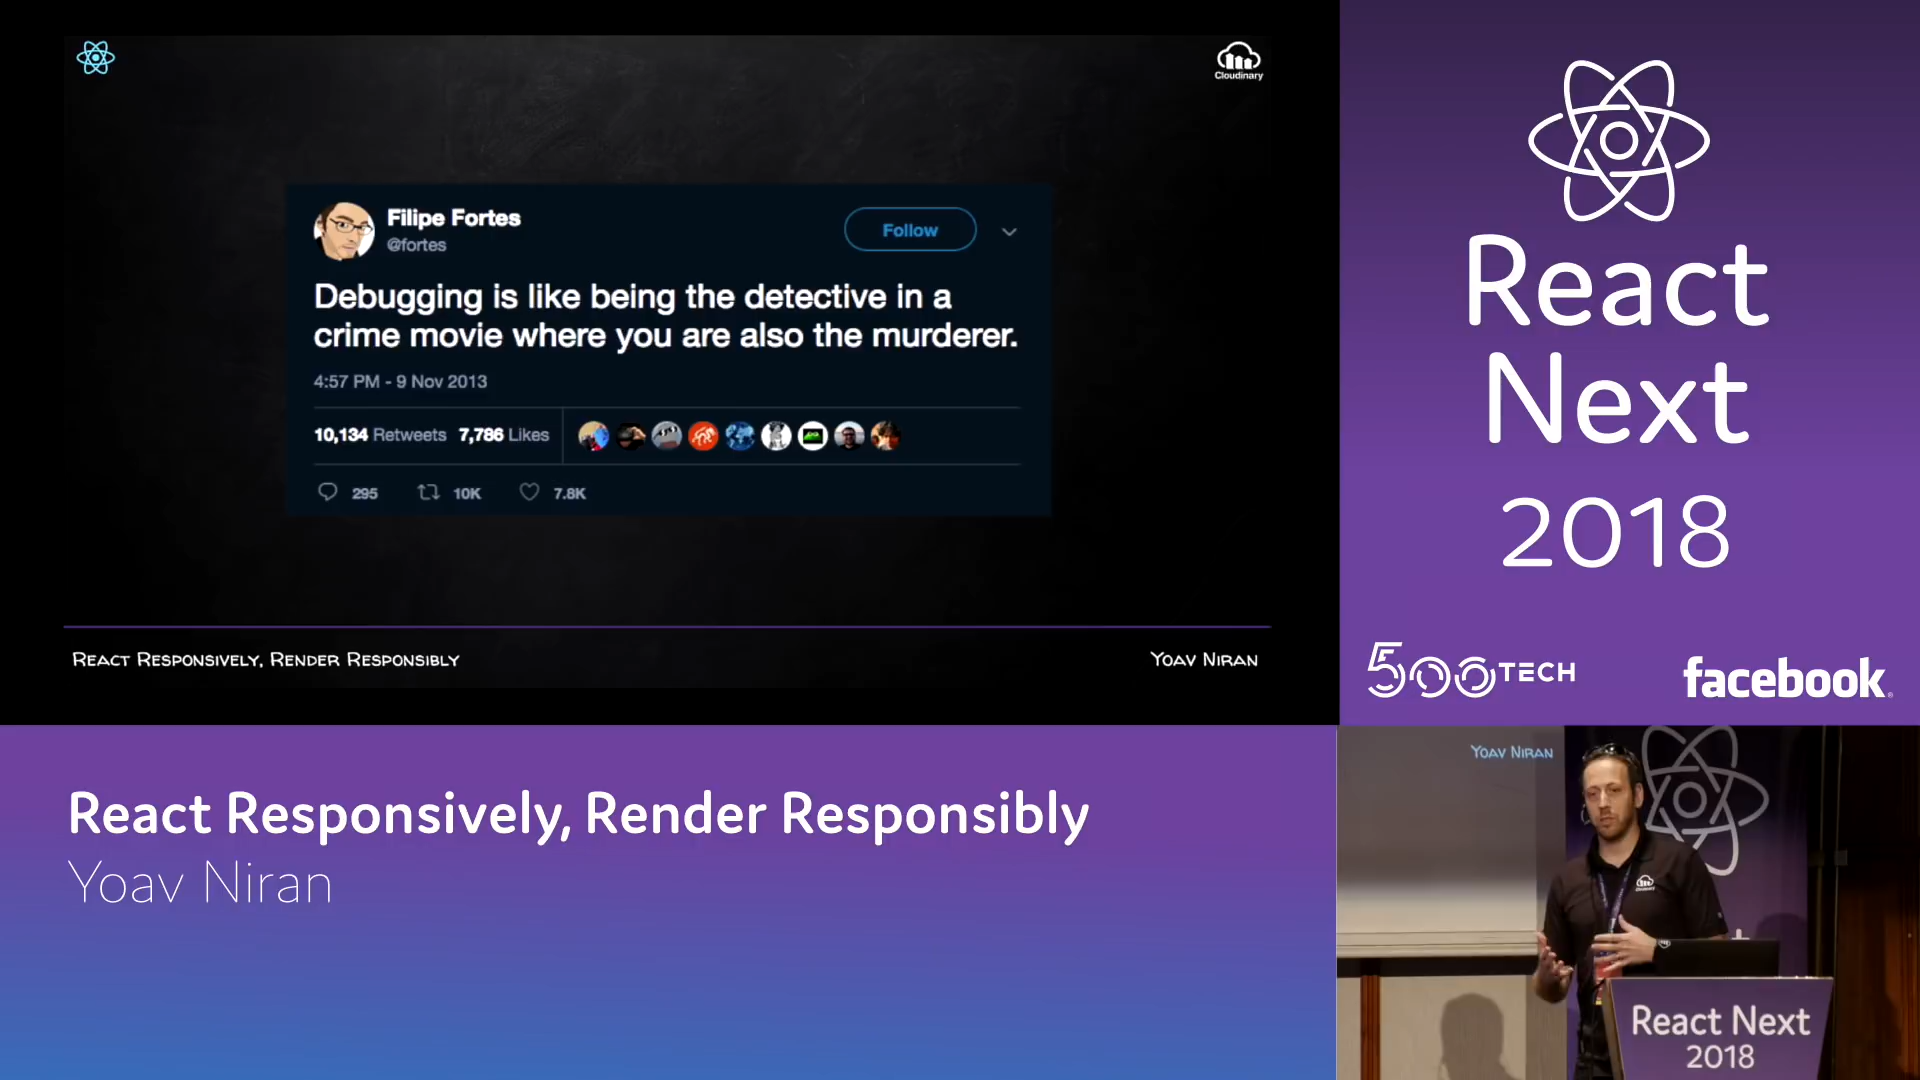 Cloudinary
Filipe Fortes
@fortes
Follow
Debugging is like being the detective in a
crime movie where you are also the murderer.
4:57 PM - 9 Nov 2013
10,134 Retweets 7,786 Likes
295 10K 7.8K
React Responsively, Render Responsibly
Yoav Niran
React
Next
2018
500TECH
facebook
React Responsively, Render Responsibly
Yoav Niran
Yoav Niran
React Next
2018